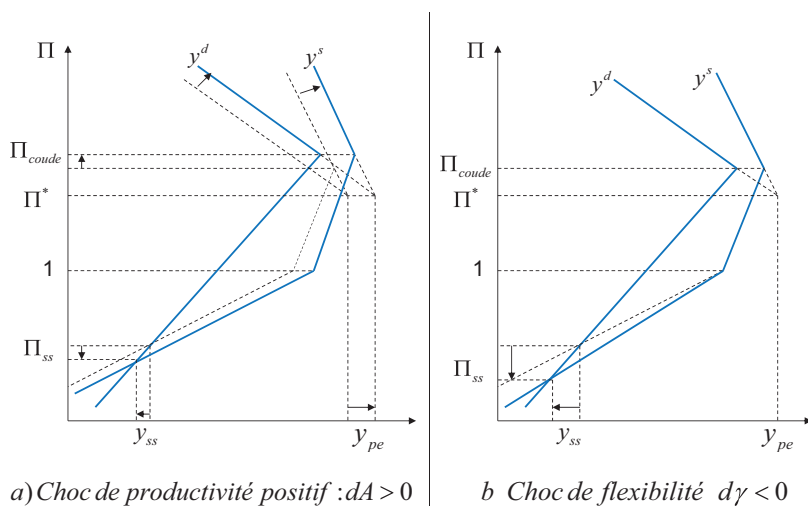 Π
y^d
y^s
Π_coude
Π^*
1
Π_ss
y_ss
y_pe
a) Choc de productivité positif : dA > 0
Π
y^d
y^s
Π_coude
Π^*
1
Π_ss
y_ss
y_pe
b Choc de flexibilité dγ < 0